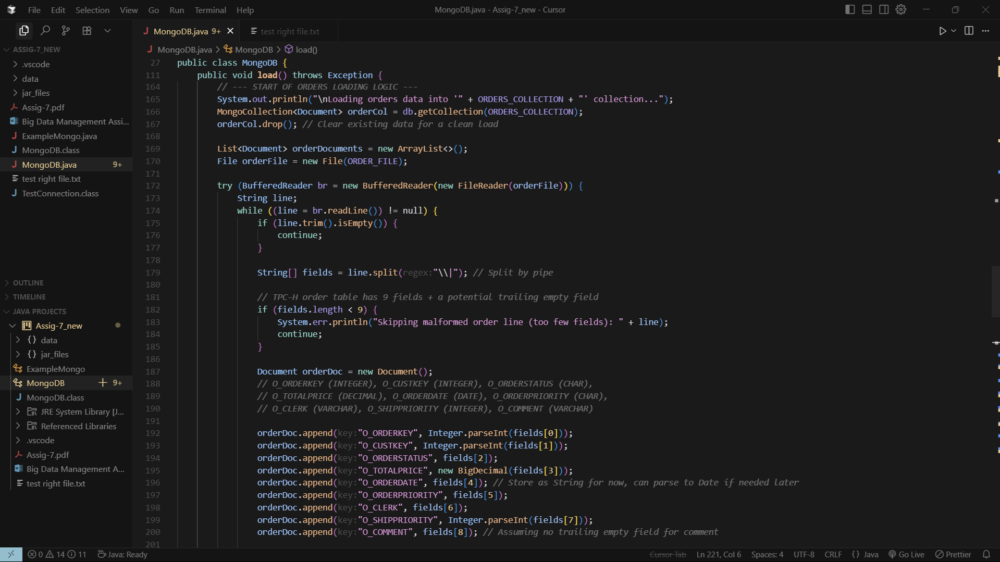 File Edit Selection View Go Run Terminal Help
MongoDB.java - Assig-7_new - Cursor
MongoDB.java 9+
test right file.txt
ASSIG-7_NEW
.vscode
data
jar_files
Assig-7.pdf
Big Data Management Assi...
ExampleMongo.java
MongoDB.class
MongoDB.java 9+
test right file.txt
TestConnection.class
OUTLINE
TIMELINE
JAVA PROJECTS
Assig-7_new
{} data
{} jar_files
ExampleMongo
MongoDB + 9+
MongoDB.class
JRE System Library [J...
Referenced Libraries
.vscode
Assig-7.pdf
Big Data Management A...
test right file.txt
MongoDB.java > MongoDB > load()
27 public class MongoDB {
111 public void load() throws Exception {
164 // --- START OF ORDERS LOADING LOGIC ---
165 System.out.println("\nLoading orders data into '" + ORDERS_COLLECTION + "' collection...");
166 MongoCollection<Document> orderCol = db.getCollection(ORDERS_COLLECTION);
167 orderCol.drop(); // Clear existing data for a clean load
168
169 List<Document> orderDocuments = new ArrayList<>();
170 File orderFile = new File(ORDER_FILE);
171
172 try (BufferedReader br = new BufferedReader(new FileReader(orderFile))) {
173 String line;
174 while ((line = br.readLine()) != null) {
175 if (line.trim().isEmpty()) {
176 continue;
177 }
178
179 String[] fields = line.split(regex:"\\|"); // Split by pipe
180
181 // TPC-H order table has 9 fields + a potential trailing empty field
182 if (fields.length < 9) {
183 System.err.println("Skipping malformed order line (too few fields): " + line);
184 continue;
185 }
186
187 Document orderDoc = new Document();
188 // O_ORDERKEY (INTEGER), O_CUSTKEY (INTEGER), O_ORDERSTATUS (CHAR),
189 // O_TOTALPRICE (DECIMAL), O_ORDERDATE (DATE), O_ORDERPRIORITY (CHAR),
190 // O_CLERK (VARCHAR), O_SHIPPRIORITY (INTEGER), O_COMMENT (VARCHAR)
191
192 orderDoc.append(key:"O_ORDERKEY", Integer.parseInt(fields[0]));
193 orderDoc.append(key:"O_CUSTKEY", Integer.parseInt(fields[1]));
194 orderDoc.append(key:"O_ORDERSTATUS", fields[2]);
195 orderDoc.append(key:"O_TOTALPRICE", new BigDecimal(fields[3]));
196 orderDoc.append(key:"O_ORDERDATE", fields[4]); // Store as String for now, can parse to Date if needed later
197 orderDoc.append(key:"O_ORDERPRIORITY", fields[5]);
198 orderDoc.append(key:"O_CLERK", fields[6]);
199 orderDoc.append(key:"O_SHIPPRIORITY", Integer.parseInt(fields[7]));
200 orderDoc.append(key:"O_COMMENT", fields[8]); // Assuming no trailing empty field for comment
201
0 14 11 Java: Ready
Cursor Tab Ln 221, Col 6 Spaces: 4 UTF-8 CRLF {} Java Go Live Prettier